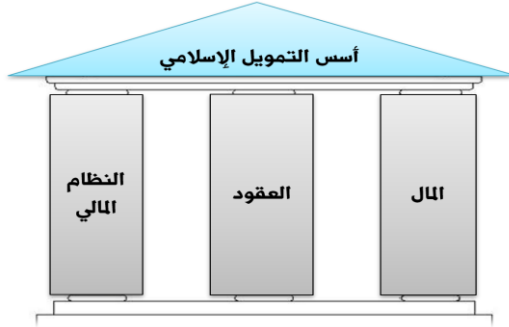 أسس التمويل الإسلامي
المال
العقود
النظام
المالي